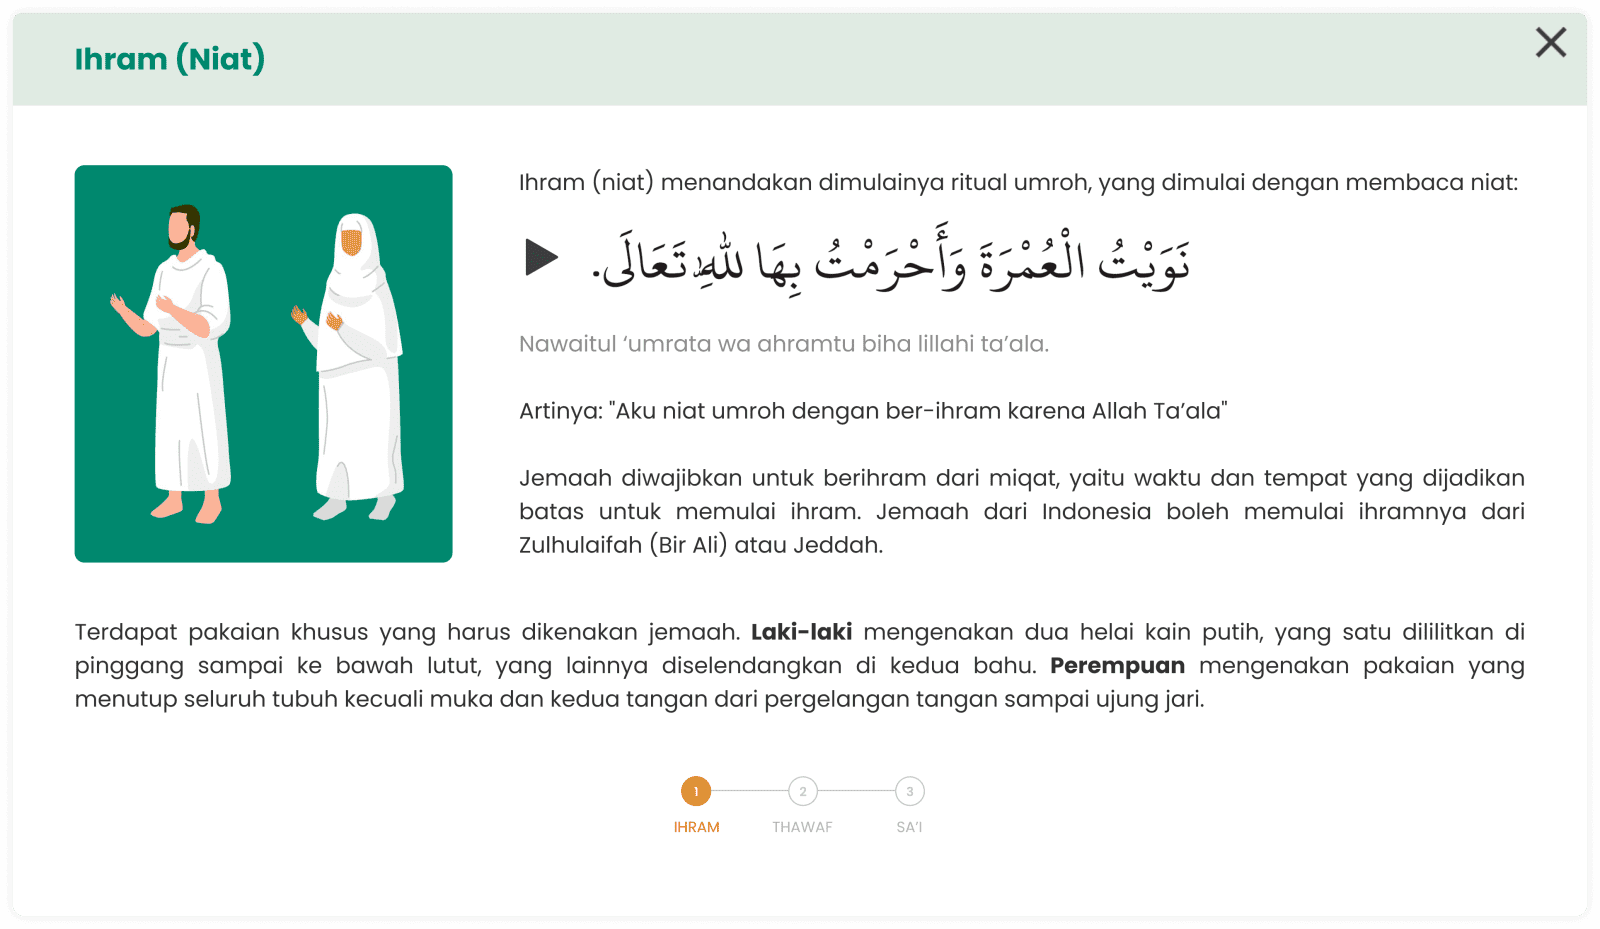 Ihram (Niat)
Ihram (niat) menandakan dimulainya ritual umroh, yang dimulai dengan membaca niat:
نَوَيْتُ الْعُمْرَةَ وَأَحْرَمْتُ بِهَا لِلّٰهِ تَعَالَى.
Nawaitul ‘umrata wa ahramtu biha lillahi ta’ala.
Artinya: "Aku niat umroh dengan ber-ihram karena Allah Ta’ala"
Jemaah diwajibkan untuk berihram dari miqat, yaitu waktu dan tempat yang dijadikan
batas untuk memulai ihram. Jemaah dari Indonesia boleh memulai ihramnya dari
Zulhulaifah (Bir Ali) atau Jeddah.
Terdapat pakaian khusus yang harus dikenakan jemaah. Laki-laki mengenakan dua helai kain putih, yang satu dililitkan di
pinggang sampai ke bawah lutut, yang lainnya diselendangkan di kedua bahu. Perempuan mengenakan pakaian yang
menutup seluruh tubuh kecuali muka dan kedua tangan dari pergelangan tangan sampai ujung jari.
1 2 3
IHRAM THAWAF SA’I